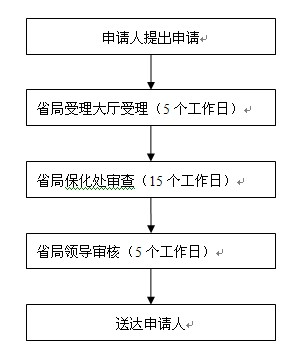 申请人提出申请
省局受理大厅受理（5 个工作日）
省局保化处审查（15 个工作日）
省局领导审核（5 个工作日）
送达申请人